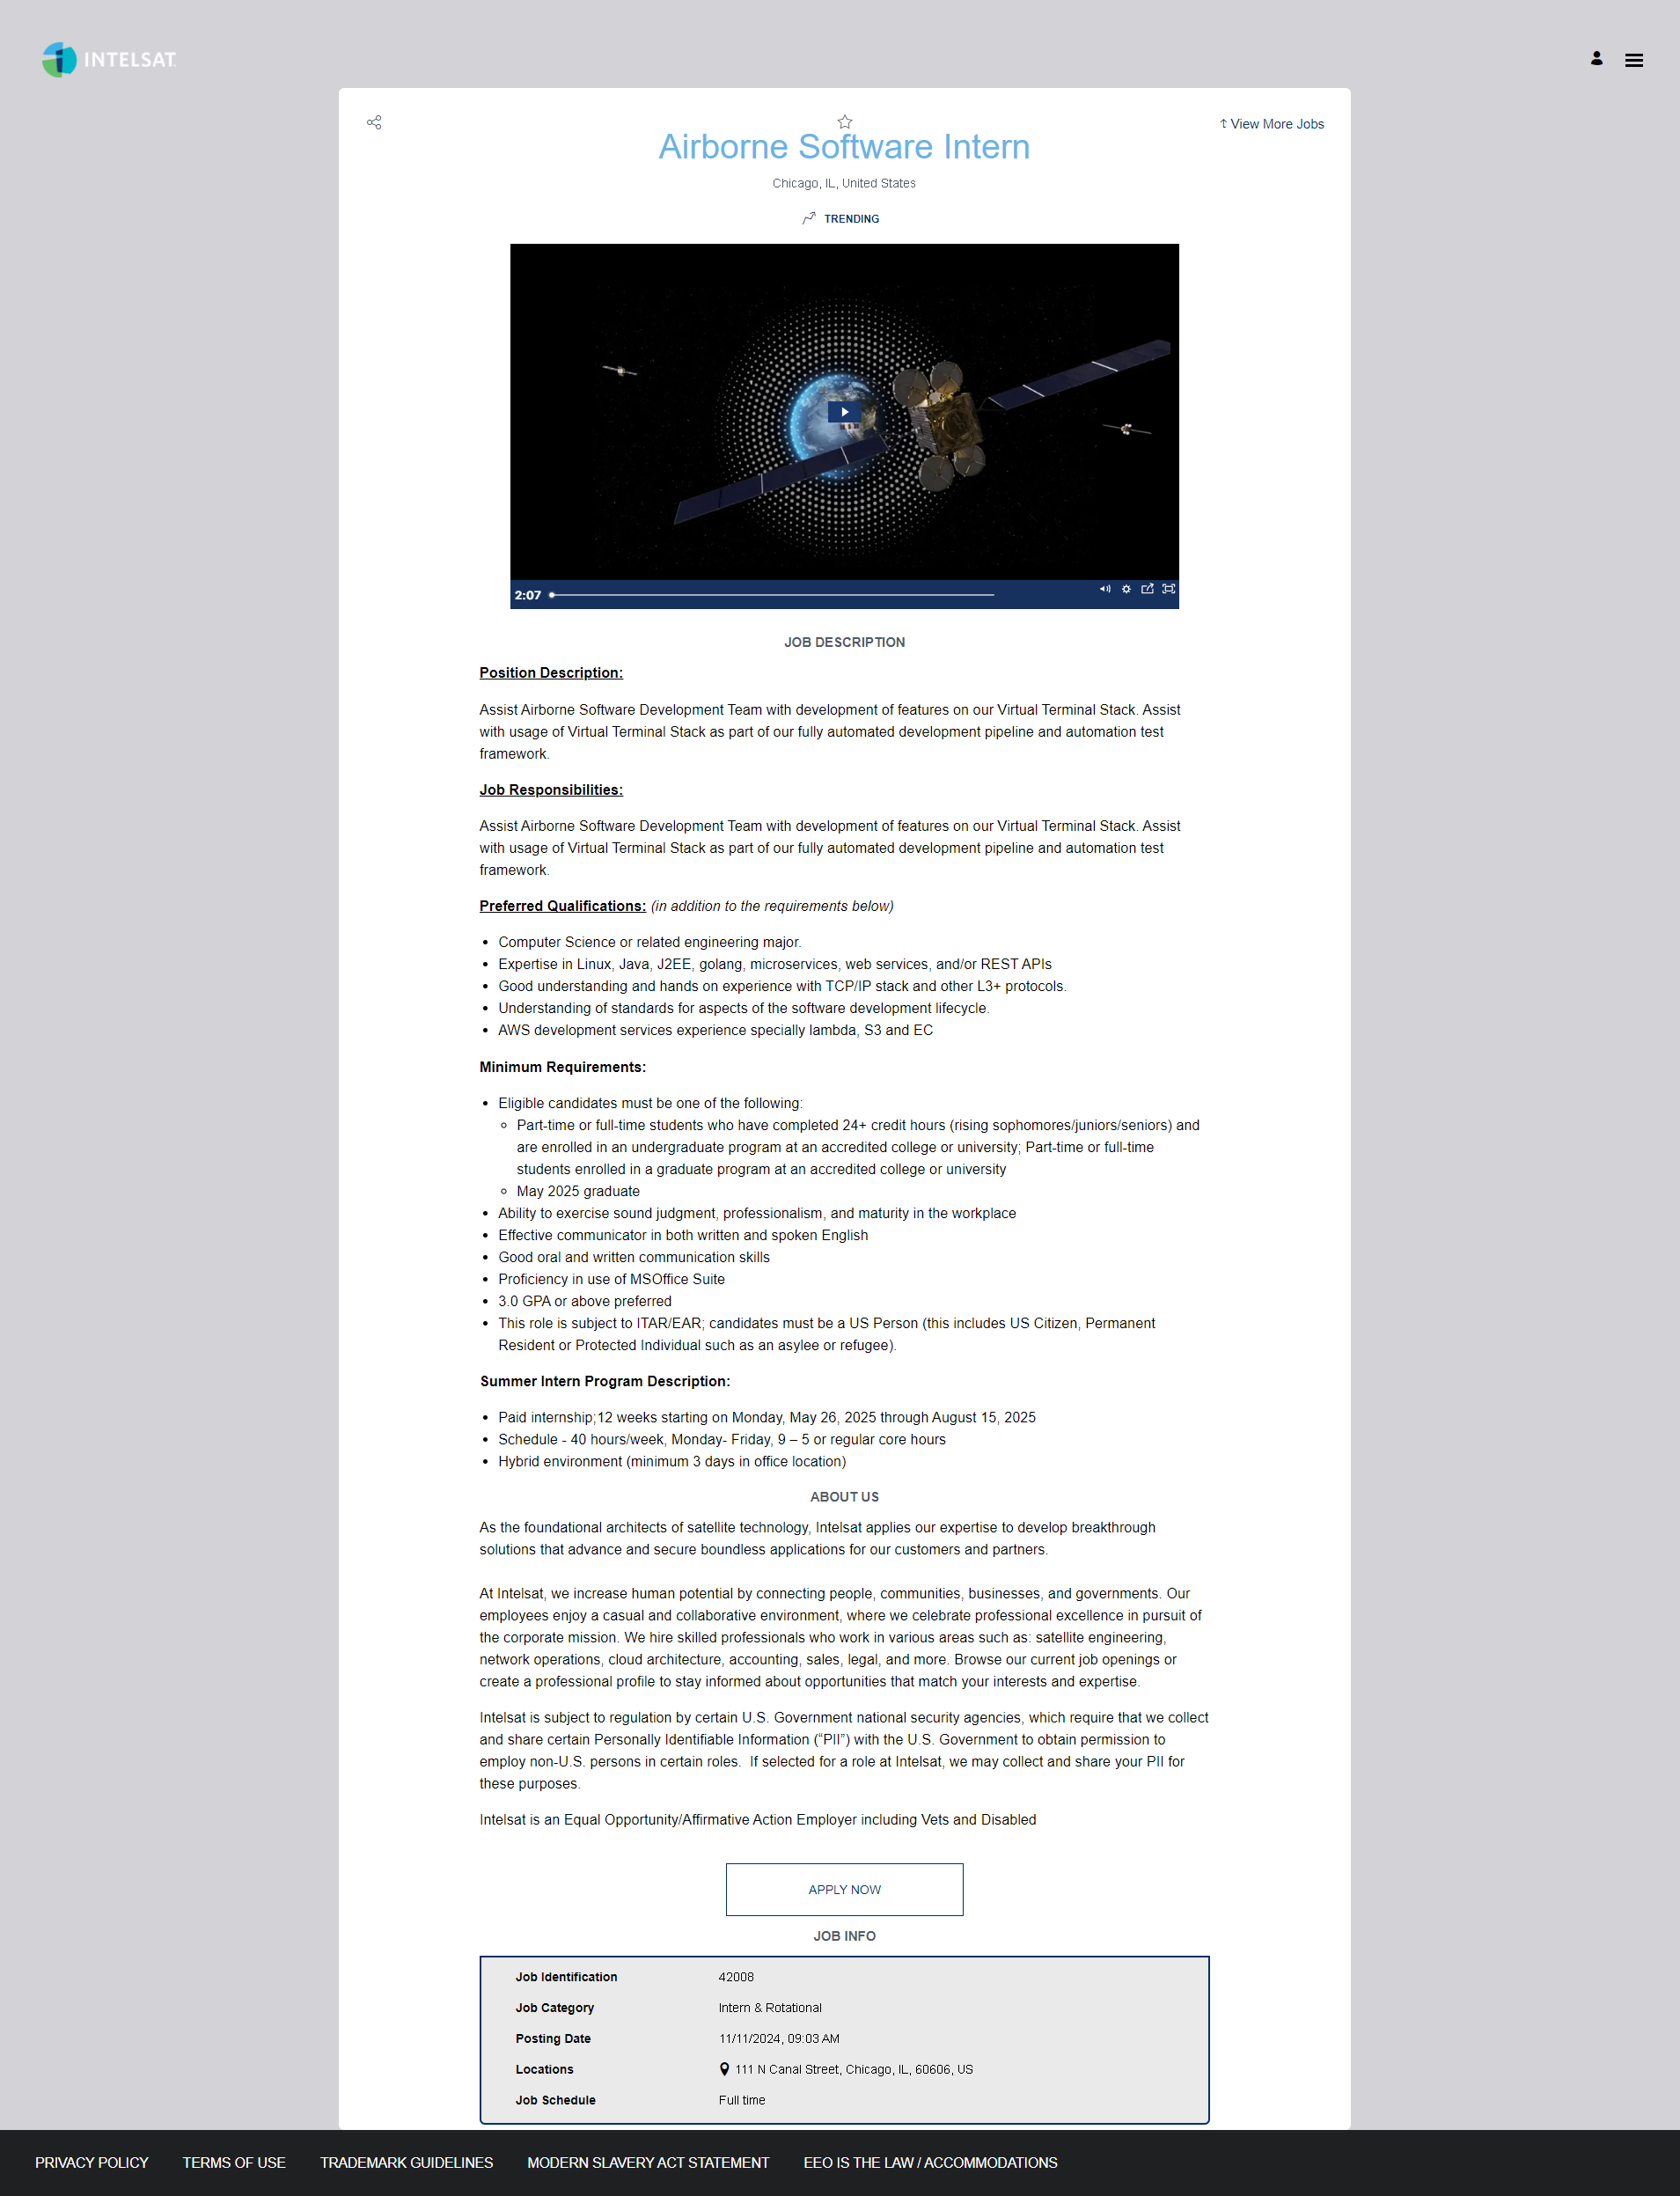 INTELSAT
View More Jobs
Airborne Software Intern
Chicago, IL, United States
TRENDING
2:07
JOB DESCRIPTION
Position Description:
Assist Airborne Software Development Team with development of features on our Virtual Terminal Stack. Assist
with usage of Virtual Terminal Stack as part of our fully automated development pipeline and automation test
framework.
Job Responsibilities:
Assist Airborne Software Development Team with development of features on our Virtual Terminal Stack. Assist
with usage of Virtual Terminal Stack as part of our fully automated development pipeline and automation test
framework.
Preferred Qualifications: (in addition to the requirements below)
• Computer Science or related engineering major.
• Expertise in Linux, Java, J2EE, golang, microservices, web services, and/or REST APIs
• Good understanding and hands on experience with TCP/IP stack and other L3+ protocols.
• Understanding of standards for aspects of the software development lifecycle.
• AWS development services experience specially lambda, S3 and EC
Minimum Requirements:
• Eligible candidates must be one of the following:
◦ Part-time or full-time students who have completed 24+ credit hours (rising sophomores/juniors/seniors) and
are enrolled in an undergraduate program at an accredited college or university; Part-time or full-time
students enrolled in a graduate program at an accredited college or university
◦ May 2025 graduate
• Ability to exercise sound judgment, professionalism, and maturity in the workplace
• Effective communicator in both written and spoken English
• Good oral and written communication skills
• Proficiency in use of MSOffice Suite
• 3.0 GPA or above preferred
• This role is subject to ITAR/EAR; candidates must be a US Person (this includes US Citizen, Permanent
Resident or Protected Individual such as an asylee or refugee).
Summer Intern Program Description:
• Paid internship;12 weeks starting on Monday, May 26, 2025 through August 15, 2025
• Schedule - 40 hours/week, Monday- Friday, 9 – 5 or regular core hours
• Hybrid environment (minimum 3 days in office location)
ABOUT US
As the foundational architects of satellite technology, Intelsat applies our expertise to develop breakthrough
solutions that advance and secure boundless applications for our customers and partners.
At Intelsat, we increase human potential by connecting people, communities, businesses, and governments. Our
employees enjoy a casual and collaborative environment, where we celebrate professional excellence in pursuit of
the corporate mission. We hire skilled professionals who work in various areas such as: satellite engineering,
network operations, cloud architecture, accounting, sales, legal, and more. Browse our current job openings or
create a professional profile to stay informed about opportunities that match your interests and expertise.
Intelsat is subject to regulation by certain U.S. Government national security agencies, which require that we collect
and share certain Personally Identifiable Information (“PII”) with the U.S. Government to obtain permission to
employ non-U.S. persons in certain roles.  If selected for a role at Intelsat, we may collect and share your PII for
these purposes.
Intelsat is an Equal Opportunity/Affirmative Action Employer including Vets and Disabled
APPLY NOW
JOB INFO
Job Identification 42008
Job Category Intern & Rotational
Posting Date 11/11/2024, 09:03 AM
Locations 111 N Canal Street, Chicago, IL, 60606, US
Job Schedule Full time
PRIVACY POLICY TERMS OF USE TRADEMARK GUIDELINES MODERN SLAVERY ACT STATEMENT EEO IS THE LAW / ACCOMMODATIONS